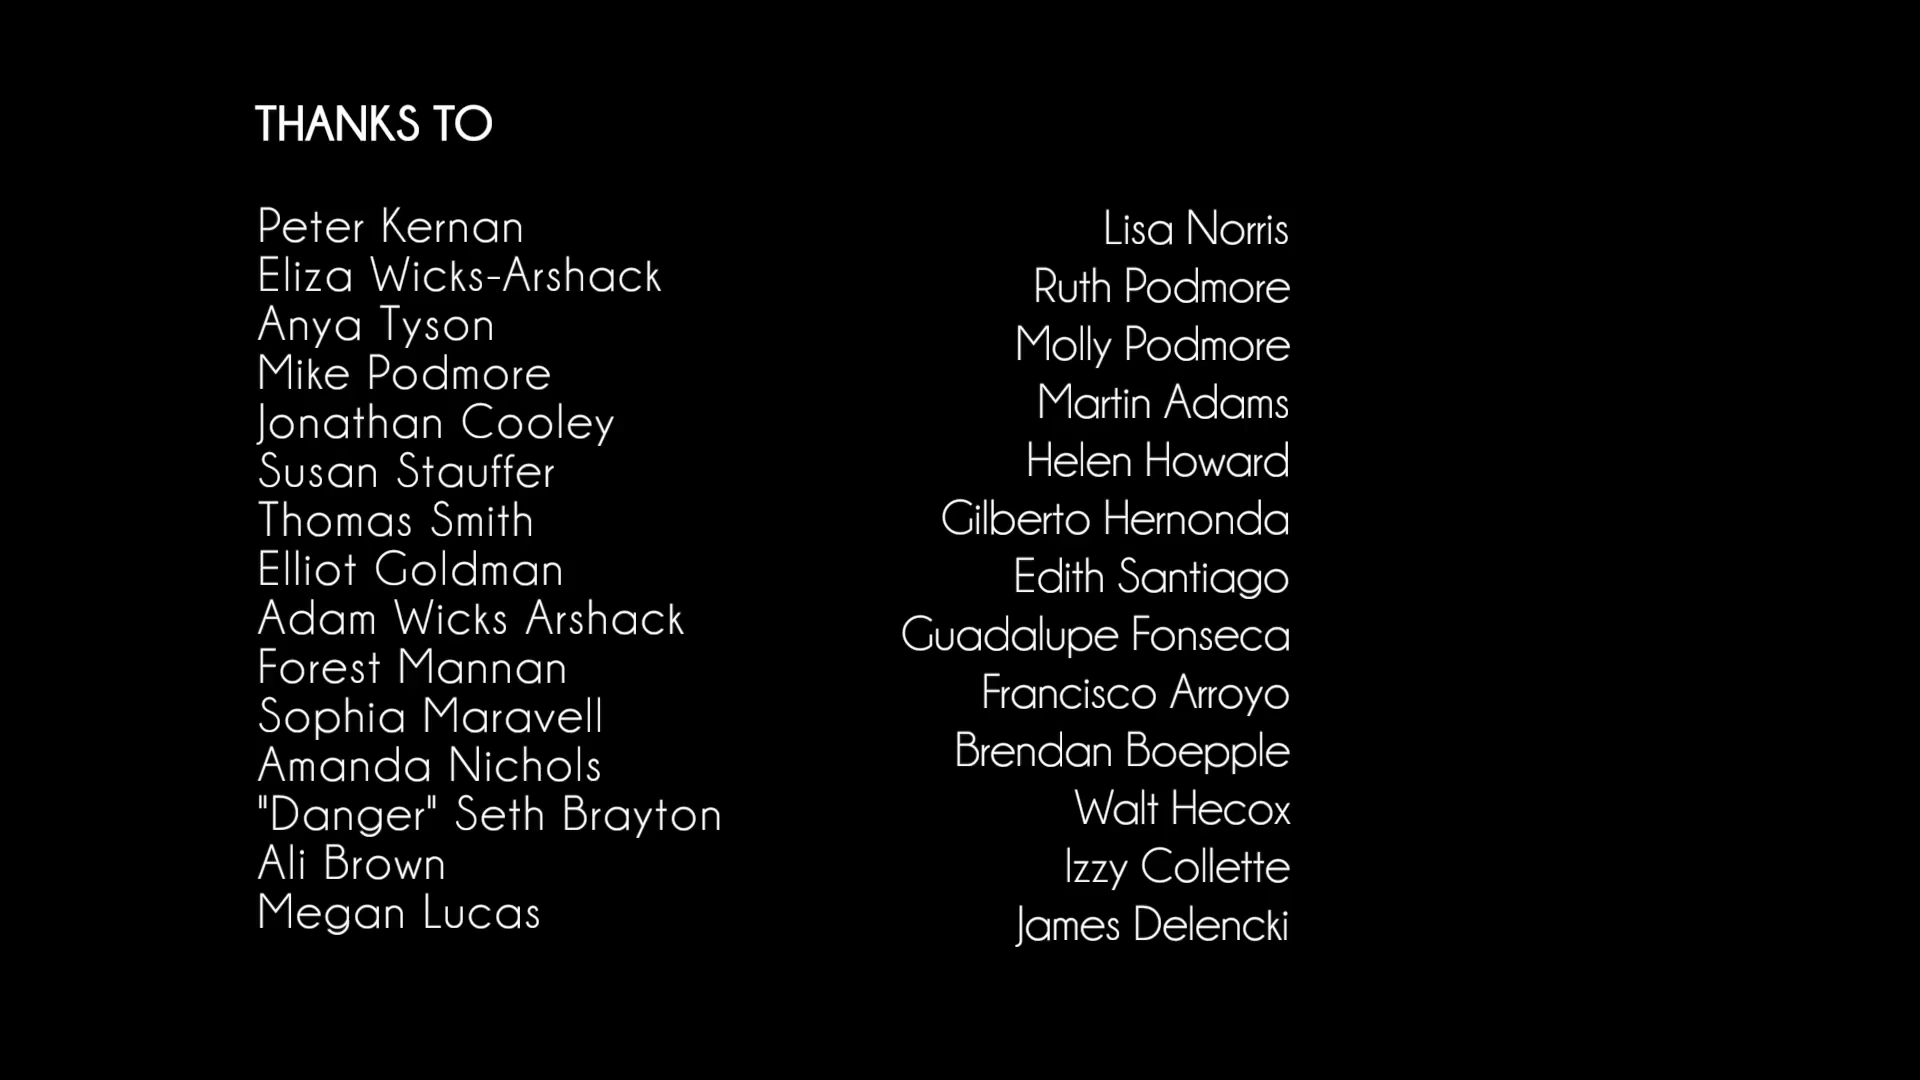 THANKS TO
Peter Kernan
Eliza Wicks-Arshack
Anya Tyson
Mike Podmore
Jonathan Cooley
Susan Stauffer
Thomas Smith
Elliot Goldman
Adam Wicks Arshack
Forest Mannan
Sophia Maravell
Amanda Nichols
"Danger" Seth Brayton
Ali Brown
Megan Lucas
Lisa Norris
Ruth Podmore
Molly Podmore
Martin Adams
Helen Howard
Gilberto Hernonda
Edith Santiago
Guadalupe Fonseca
Francisco Arroyo
Brendan Boepple
Walt Hecox
Izzy Collette
James Delencki